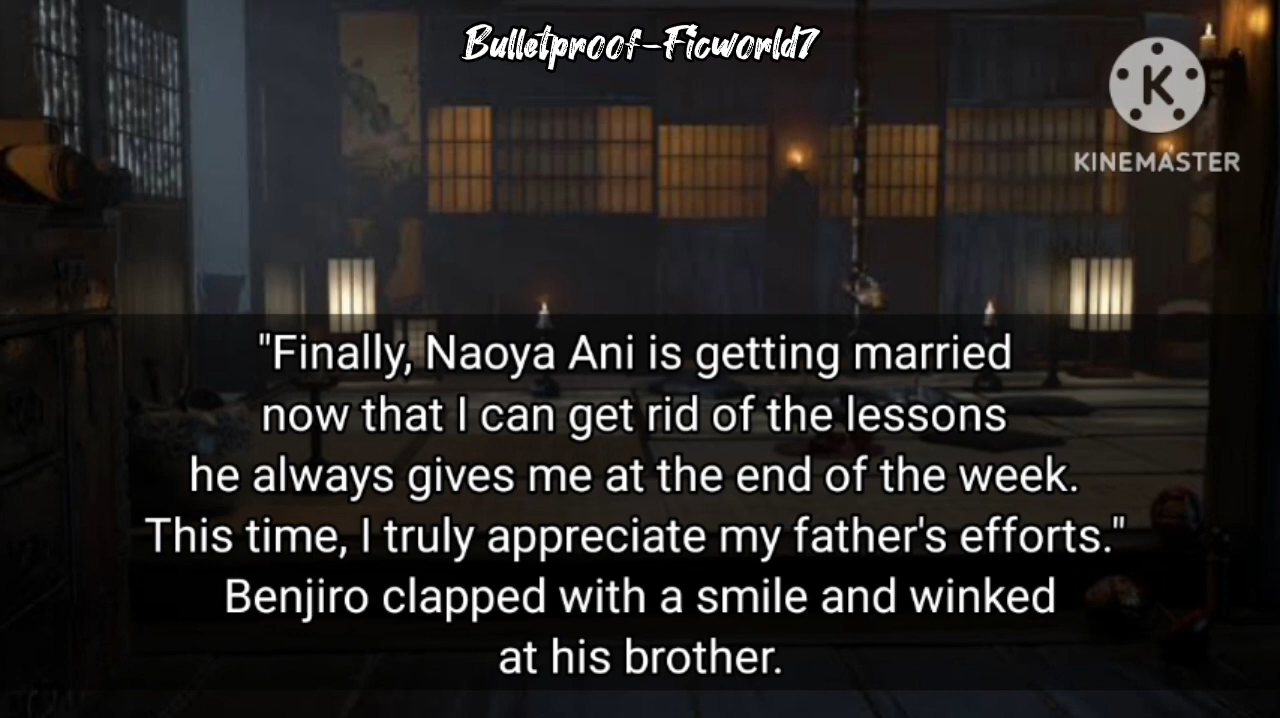 Bulletproof-Ficworld7
K
KINEMASTER
"Finally, Naoya Ani is getting married
now that I can get rid of the lessons
he always gives me at the end of the week.
This time, I truly appreciate my father's efforts."
Benjiro clapped with a smile and winked
at his brother.